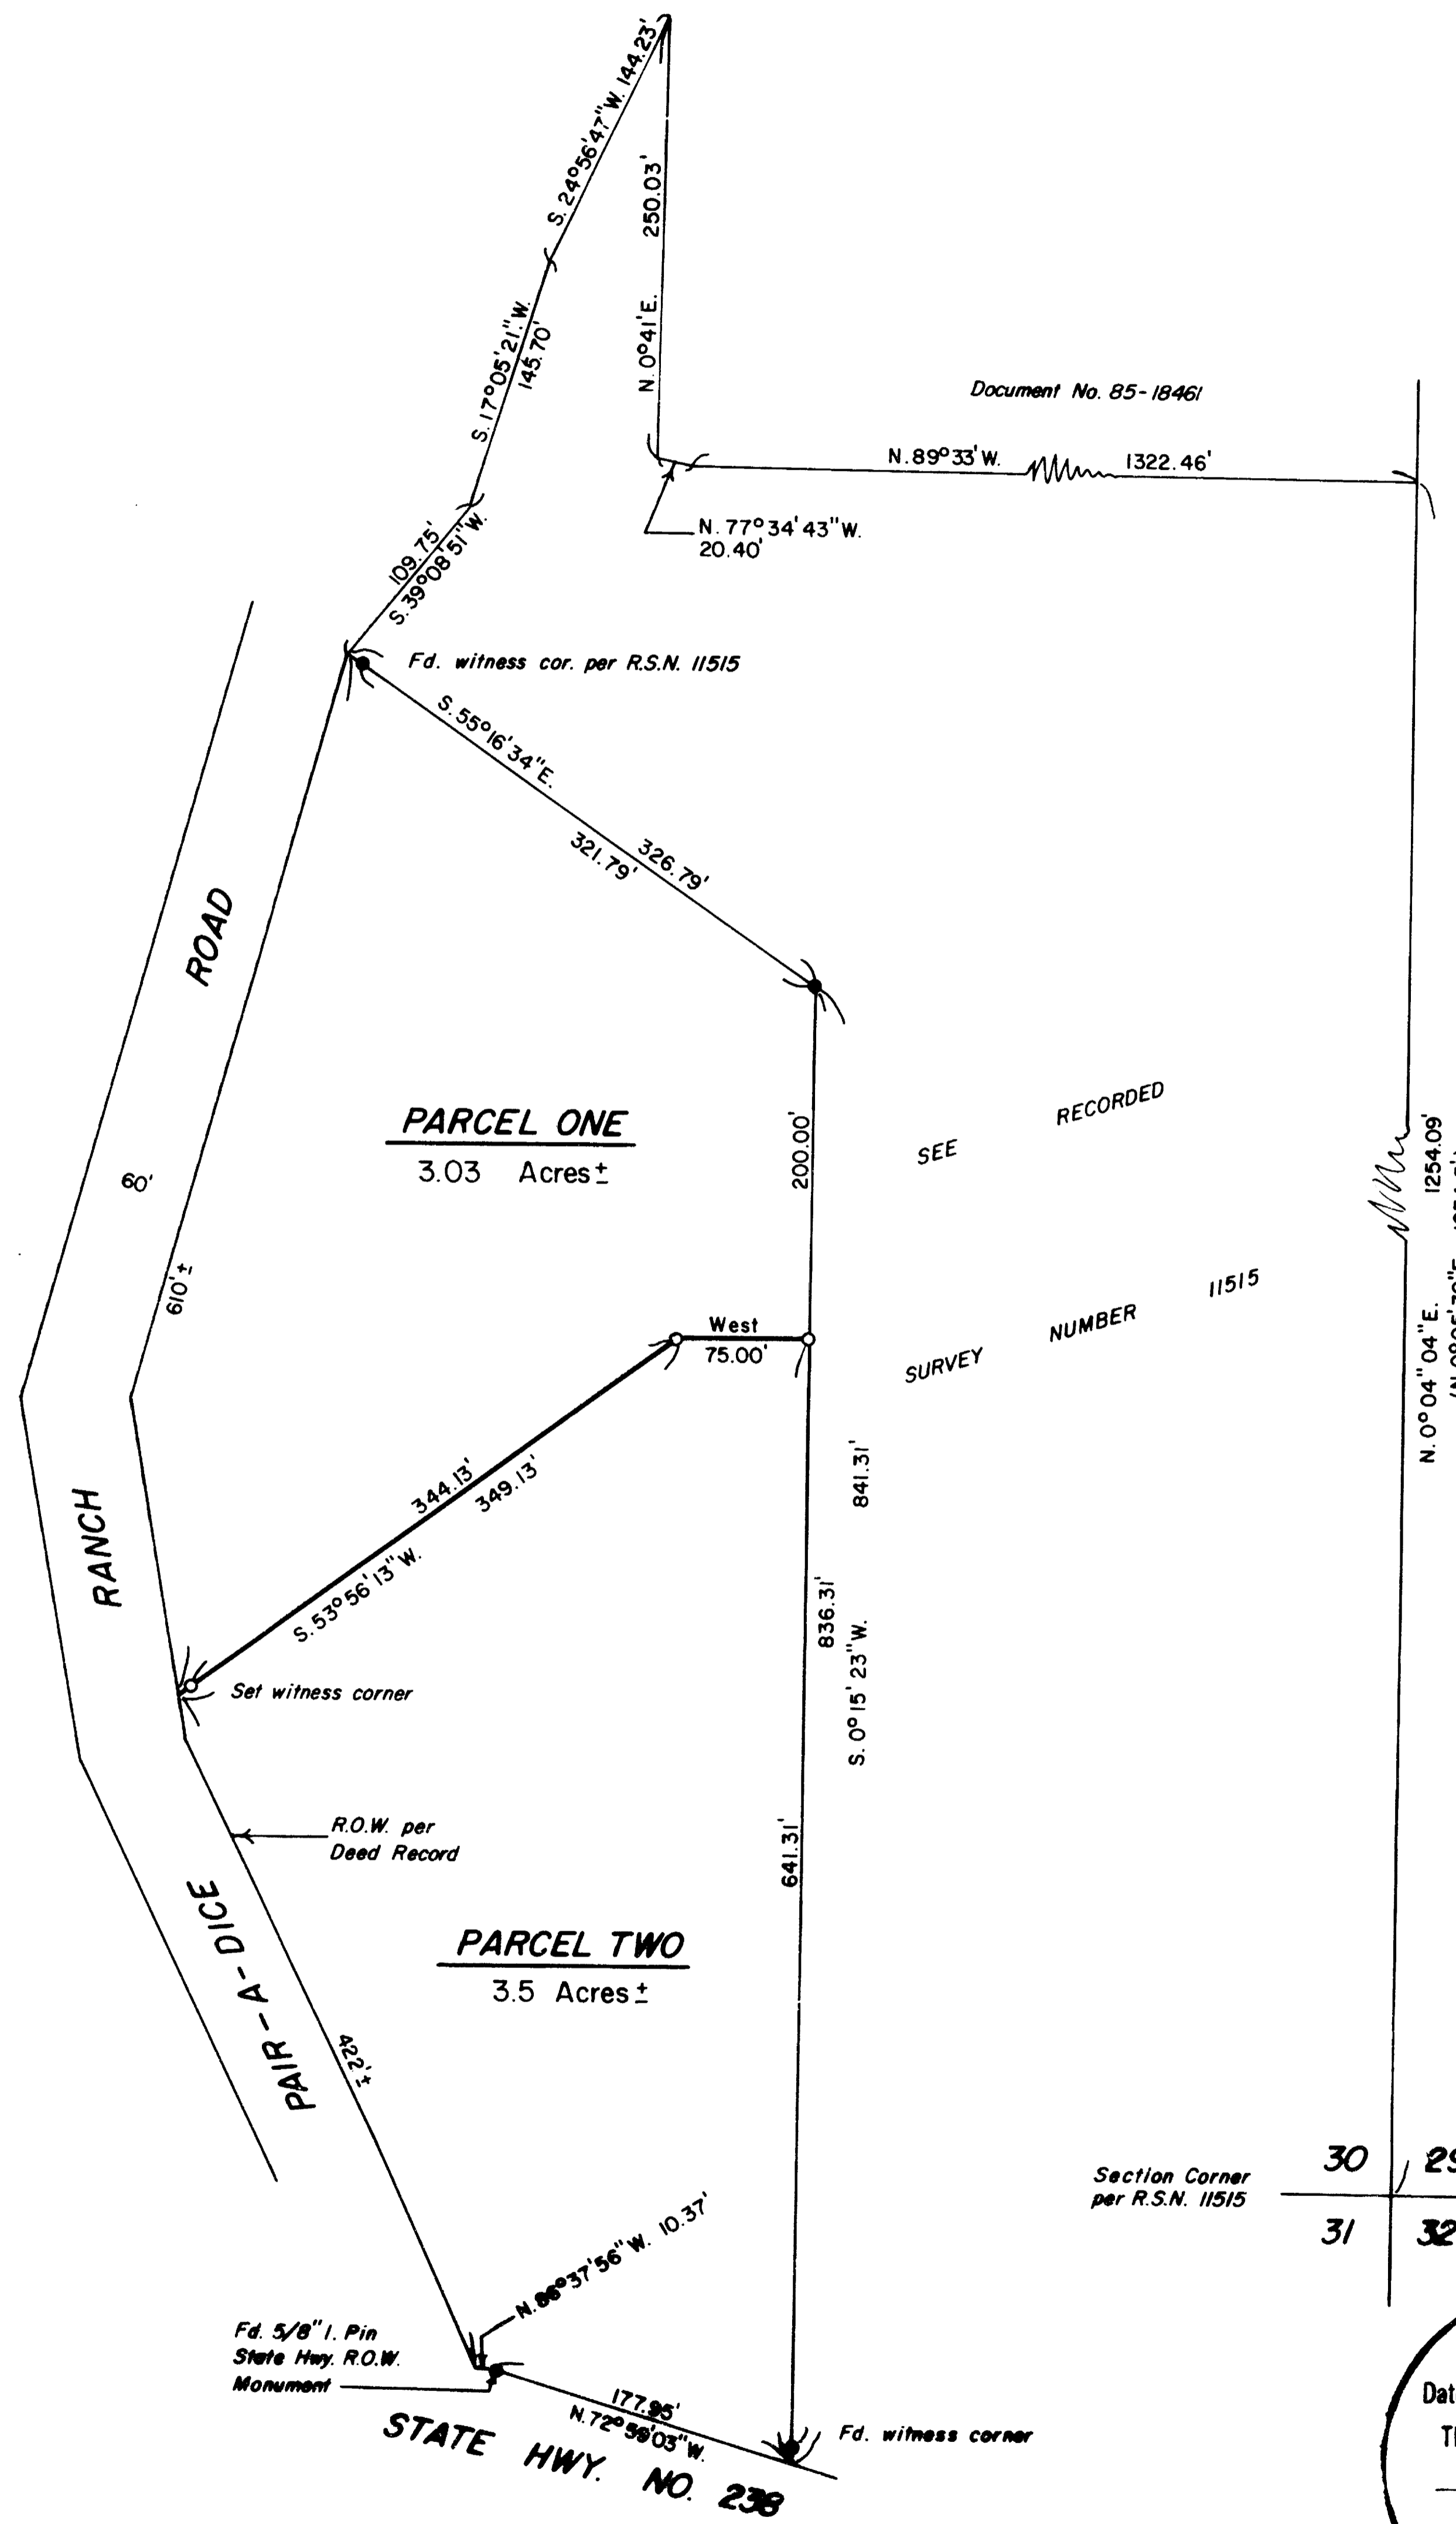 S. 24°56'47"W. 144.23'
250.03'
N. 0°41'E.
S. 17°05'21"W.
145.70'
Document No. 85-18461
N. 89°33'W. 1322.46'
N. 77°34'43"W.
20.40'
109.75'
S. 39°08'51"W.
Fd. witness cor. per R.S.N. 11515
S. 55°16'34"E.
326.79'
321.79'
ROAD
PARCEL ONE
3.03 Acres±
200.00'
SEE RECORDED
SURVEY NUMBER 11515
60'
610'±
West
75.00'
N. 0°04"04"E. 1254.09'
344.13'
349.13'
S. 53°56'13"W.
841.31'
836.31'
S. 0°15'23"W.
RANCH
Set witness corner
R.O.W. per
Deed Record
641.31'
PAIR-A-DICE
PARCEL TWO
3.5 Acres±
422'±
Section Corner
per R.S.N. 11515
30
31 32
N. 86°37'56"W. 10.37'
Fd. 5/8" I. Pin
State Hwy. R.O.W.
Monument
177.95'
N. 72°59'03"W.
Fd. witness corner
STATE HWY. NO. 238